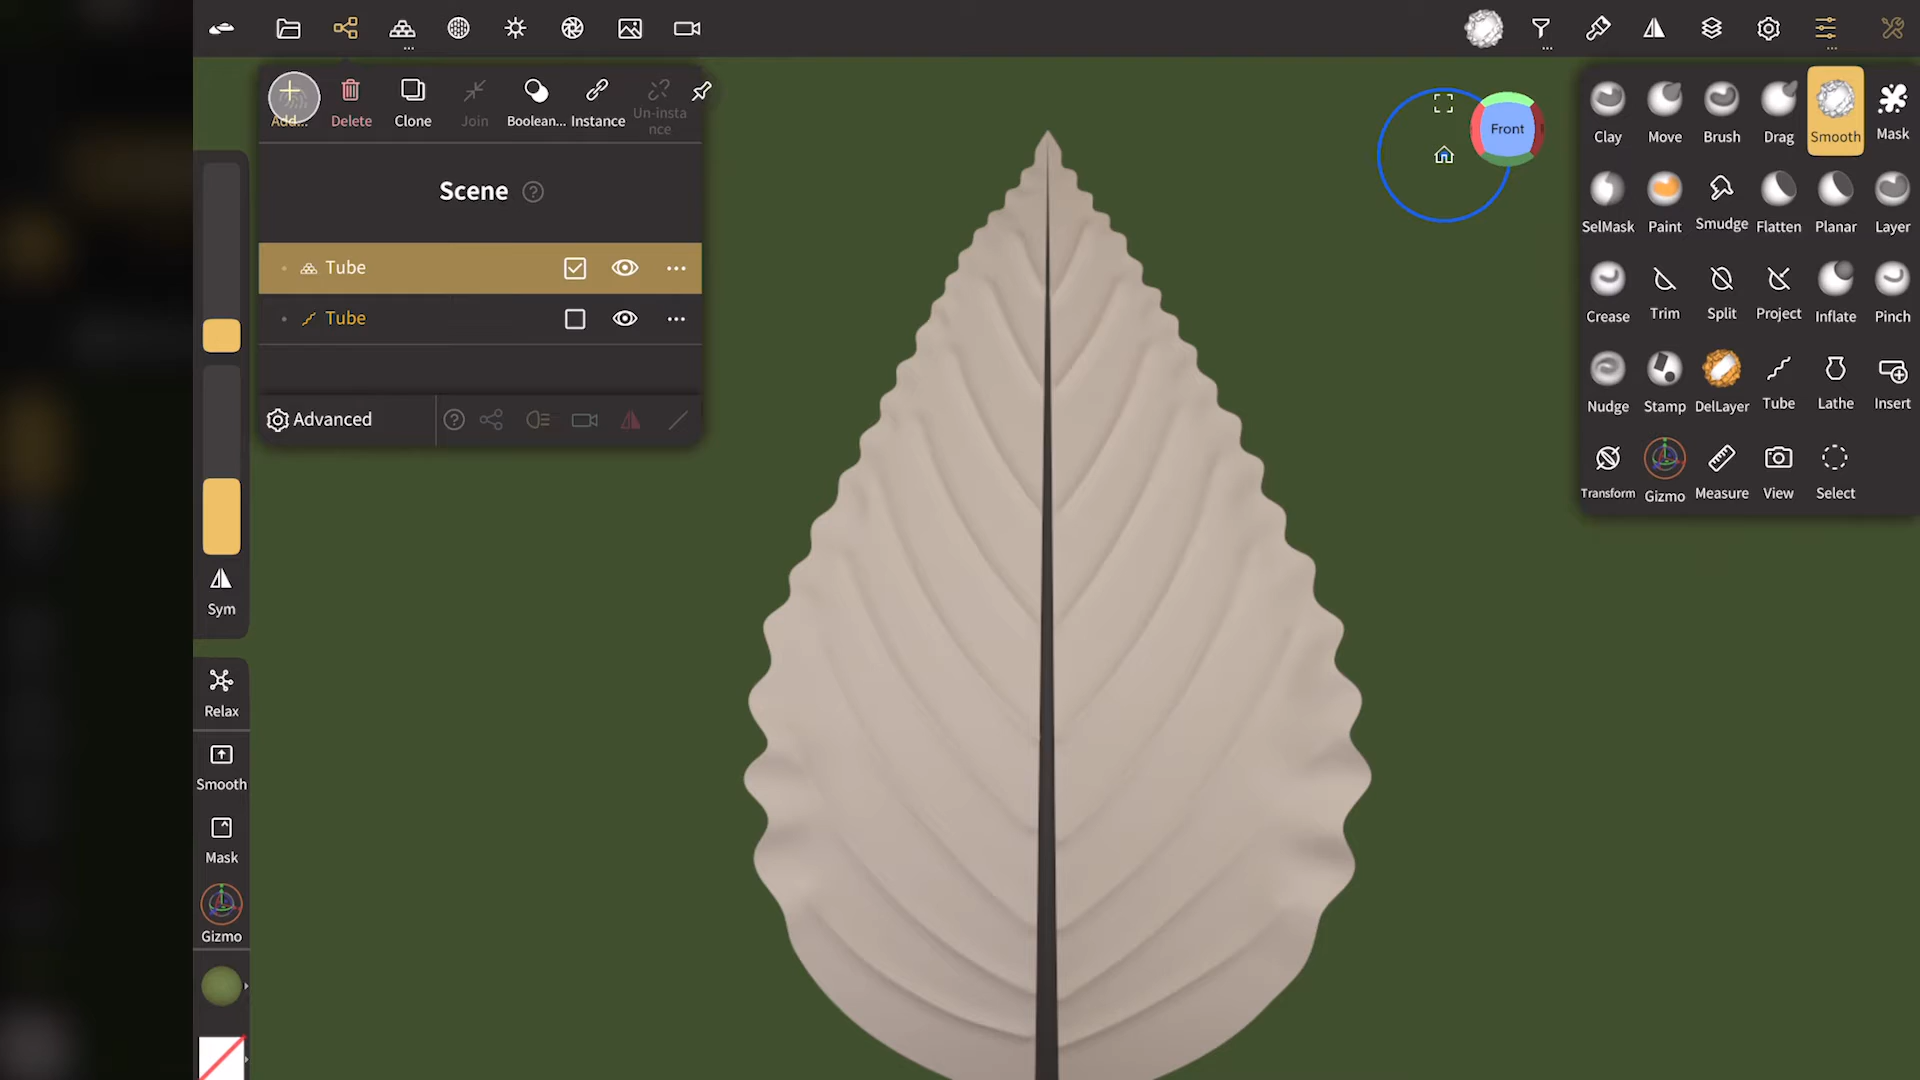 Add...
Delete
Clone
Join
Boolean...
Instance
Un-insta
nce
Scene
Tube
Tube
Advanced
Sym
Relax
Smooth
Mask
Gizmo
Front
Clay
Move
Brush
Drag
Smooth
Mask
SelMask
Paint
Smudge
Flatten
Planar
Layer
Crease
Trim
Split
Project
Inflate
Pinch
Nudge
Stamp
DelLayer
Tube
Lathe
Insert
Transform
Gizmo
Measure
View
Select